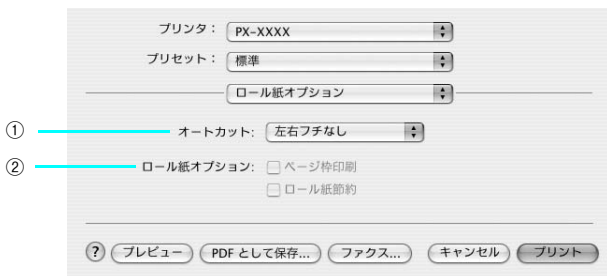 プリンタ： PX-XXXX
プリセット： 標準
ロール紙オプション
① オートカット: 左右フチなし
② ロール紙オプション: ページ枠印刷
ロール紙節約
? プレビュー PDF として保存... ファクス... キャンセル プリント